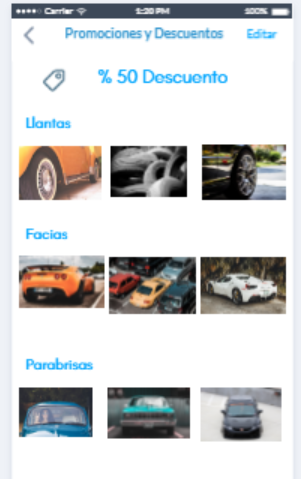 Carrier 5:20 PM 100%
Promociones y Descuentos Editar
% 50 Descuento
Llantas
Facias
Parabrisas